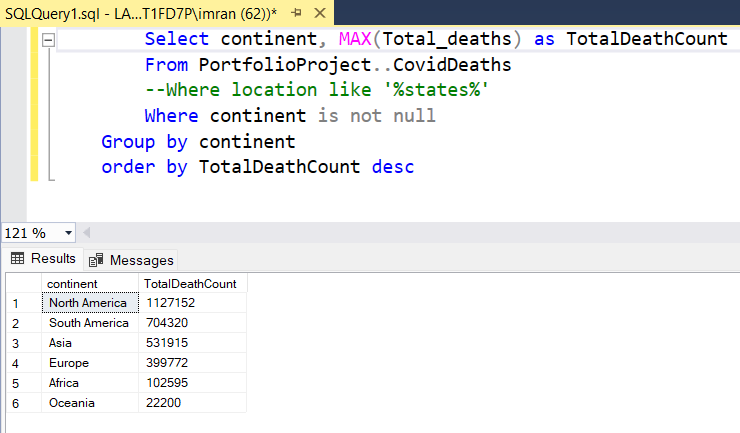 SQLQuery1.sql - LA...T1FD7P\imran (62))*
Select continent, MAX(Total_deaths) as TotalDeathCount
From PortfolioProject..CovidDeaths
--Where location like '%states%'
Where continent is not null
Group by continent
order by TotalDeathCount desc
121 %
Results Messages
continent TotalDeathCount
1 North America 1127152
2 South America 704320
3 Asia 531915
4 Europe 399772
5 Africa 102595
6 Oceania 22200